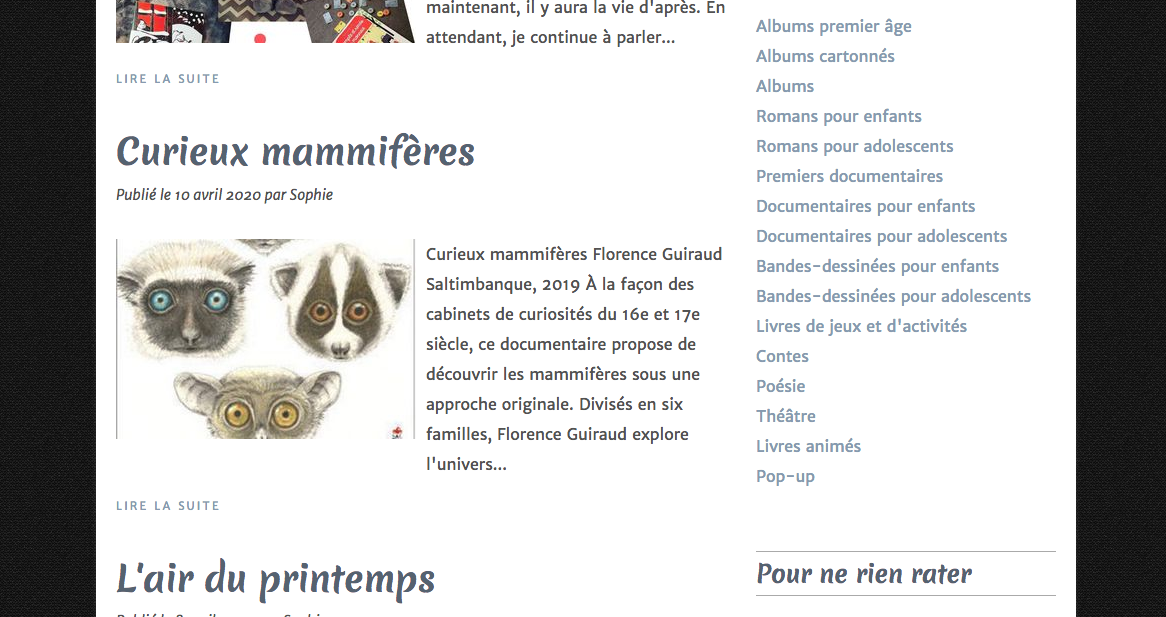 maintenant, il y aura la vie d'après. En
attendant, je continue à parler...
LIRE LA SUITE
Curieux mammifères
Publié le 10 avril 2020 par Sophie
Curieux mammifères Florence Guiraud
Saltimbanque, 2019 À la façon des
cabinets de curiosités du 16e et 17e
siècle, ce documentaire propose de
découvrir les mammifères sous une
approche originale. Divisés en six
familles, Florence Guiraud explore
l'univers...
LIRE LA SUITE
L'air du printemps
Albums premier âge
Albums cartonnés
Albums
Romans pour enfants
Romans pour adolescents
Premiers documentaires
Documentaires pour enfants
Documentaires pour adolescents
Bandes-dessinées pour enfants
Bandes-dessinées pour adolescents
Livres de jeux et d'activités
Contes
Poésie
Théâtre
Livres animés
Pop-up
Pour ne rien rater